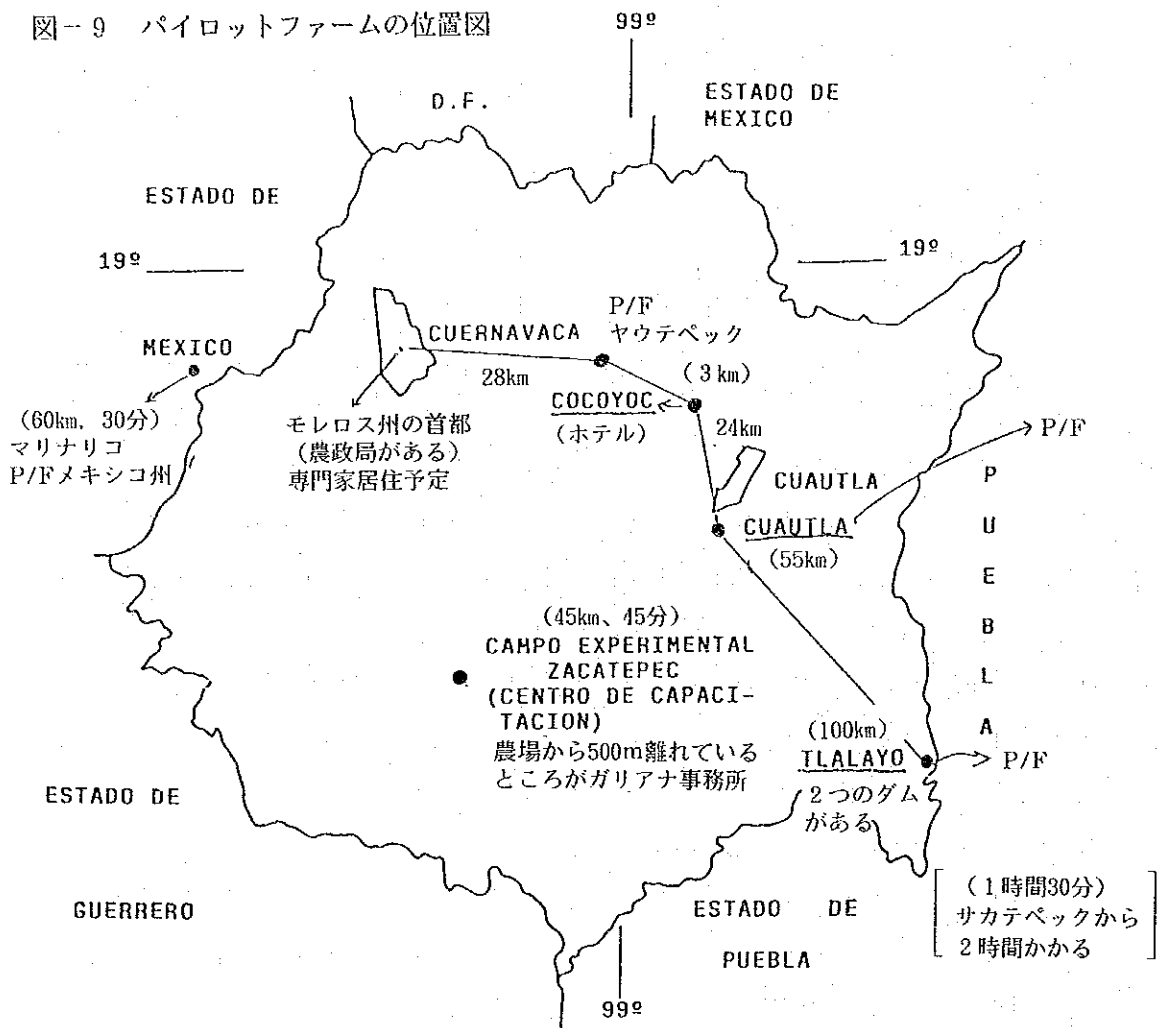 図-9 パイロットファームの位置図
99º
D.F.
ESTADO DE
MEXICO
ESTADO DE
19º
19º
P/F
ヤウテペック
CUERNAVACA
MEXICO
28km
(3km)
COCOYOC
(ホテル)
24km
(60km, 30分)
マリナリコ
P/Fメキシコ州
モレロス州の首都
(農政局がある)
専門家居住予定
P/F
CUAUTLA
CUAUTLA
(55km)
PUEBLA
(45km、45分)
CAMPO EXPERIMENTAL
ZACATEPEC
(CENTRO DE CAPACI-
TACION)
農場から500m離れている
ところがガリアナ事務所
(100km)
TLALAYO
P/F
2つのダム
がある
ESTADO DE
GUERRERO
ESTADO DE
PUEBLA
(1時間30分)
サカテペックから
2時間かかる
99º